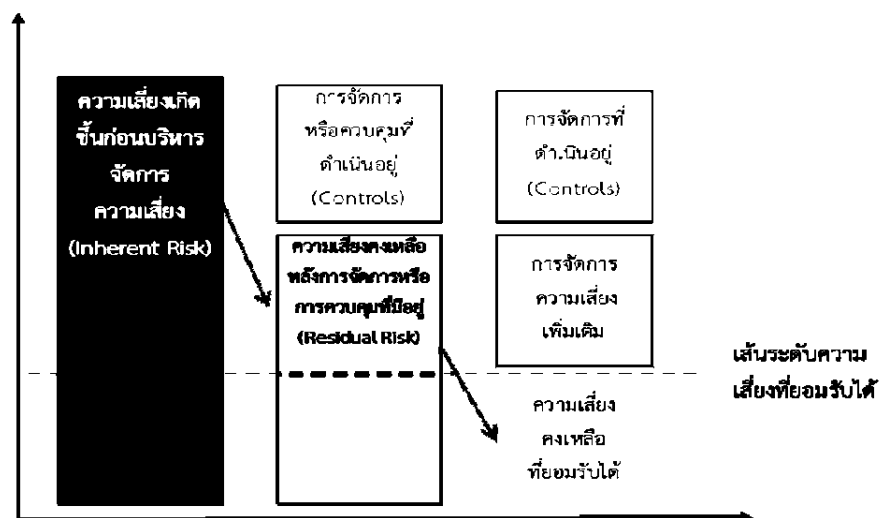 ความเสี่ยงเกิด
ขึ้นก่อนบริหาร
จัดการ
ความเสี่ยง
(Inherent Risk)
การจัดการ
หรือควบคุมที่
ดำเนินอยู่
(Controls)
ความเสี่ยงคงเหลือ
หลังการจัดการหรือ
การควบคุมที่มีอยู่
(Residual Risk)
การจัดการที่
ดำเนินอยู่
(Controls)
การจัดการ
ความเสี่ยง
เพิ่มเติม
ความเสี่ยง
คงเหลือ
ที่ยอมรับได้
เส้นระดับความ
เสี่ยงที่ยอมรับได้